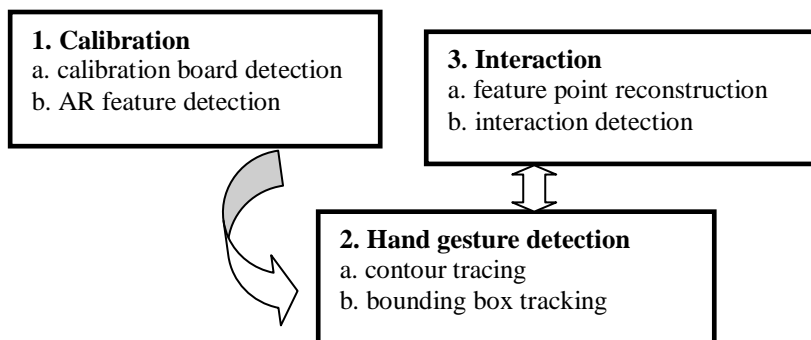 1. Calibration
a. calibration board detection
b. AR feature detection
3. Interaction
a. feature point reconstruction
b. interaction detection
2. Hand gesture detection
a. contour tracing
b. bounding box tracking